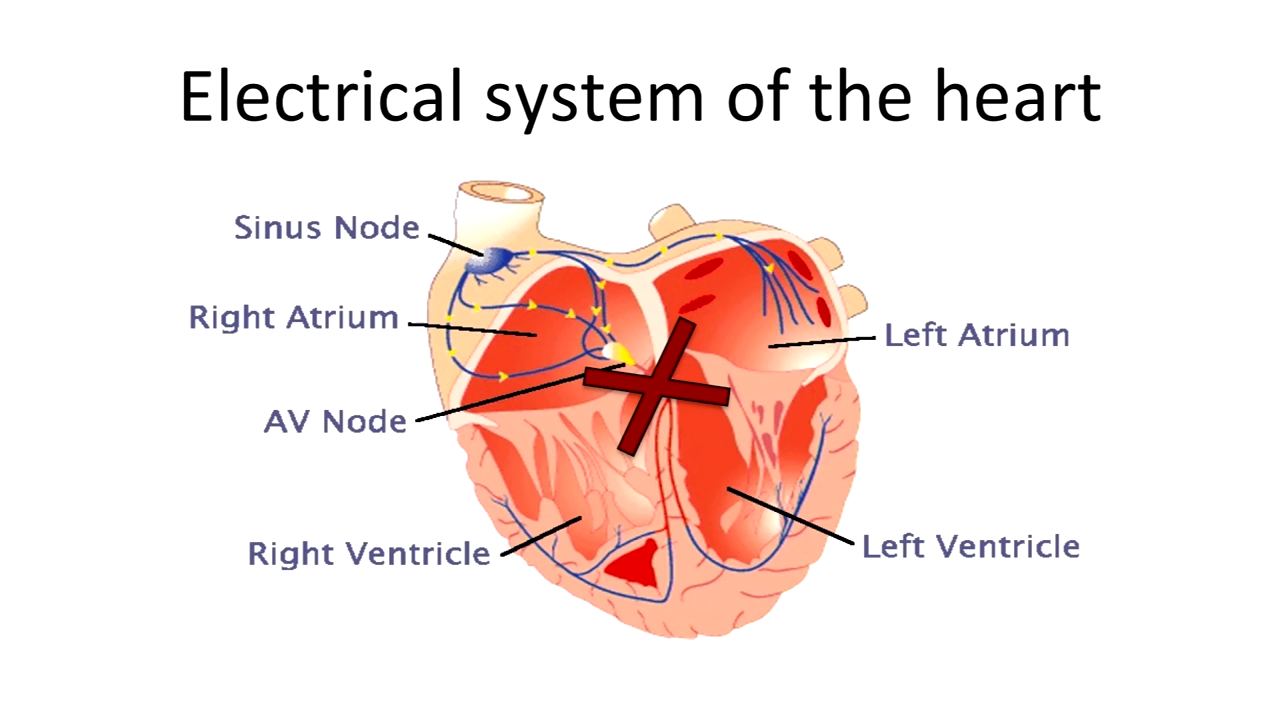 Electrical system of the heart
Sinus Node
Right Atrium
Left Atrium
AV Node
Right Ventricle
Left Ventricle